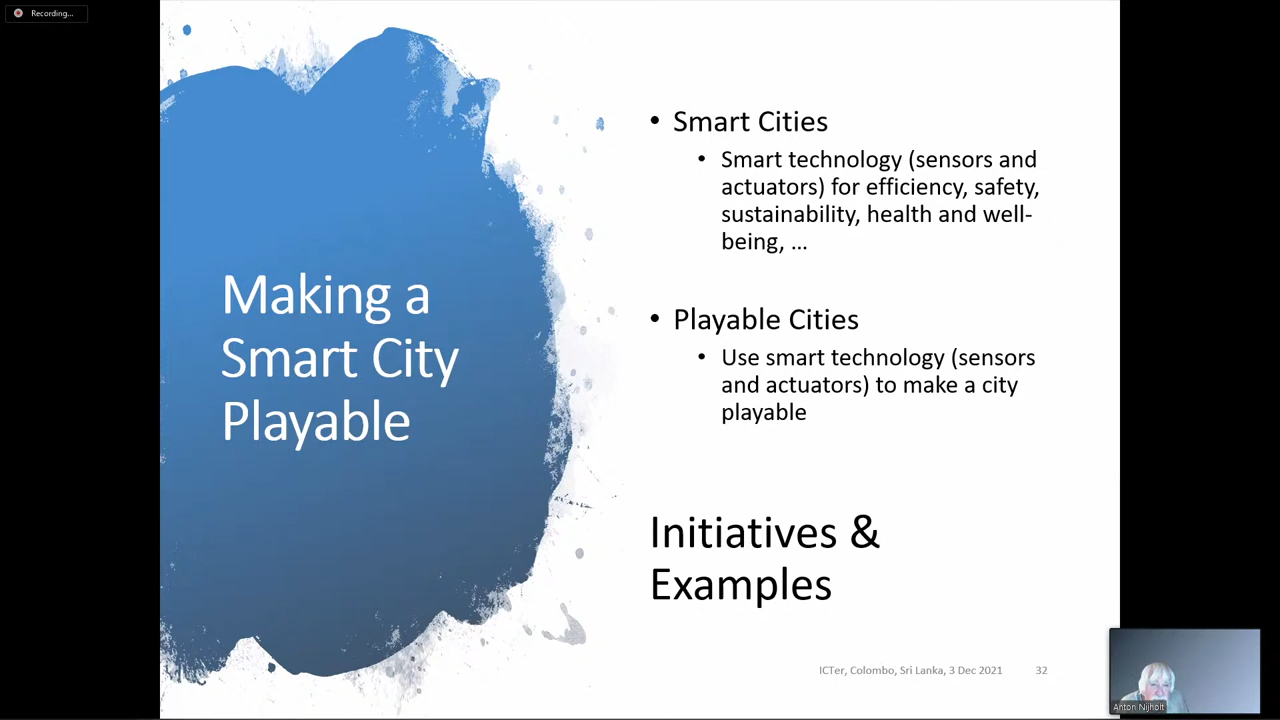 Recording...
Making a
Smart City
Playable
• Smart Cities
• Smart technology (sensors and
actuators) for efficiency, safety,
sustainability, health and well-
being, ...
• Playable Cities
• Use smart technology (sensors
and actuators) to make a city
playable
Initiatives &
Examples
ICTer, Colombo, Sri Lanka, 3 Dec 2021 32
Anton Nijholt